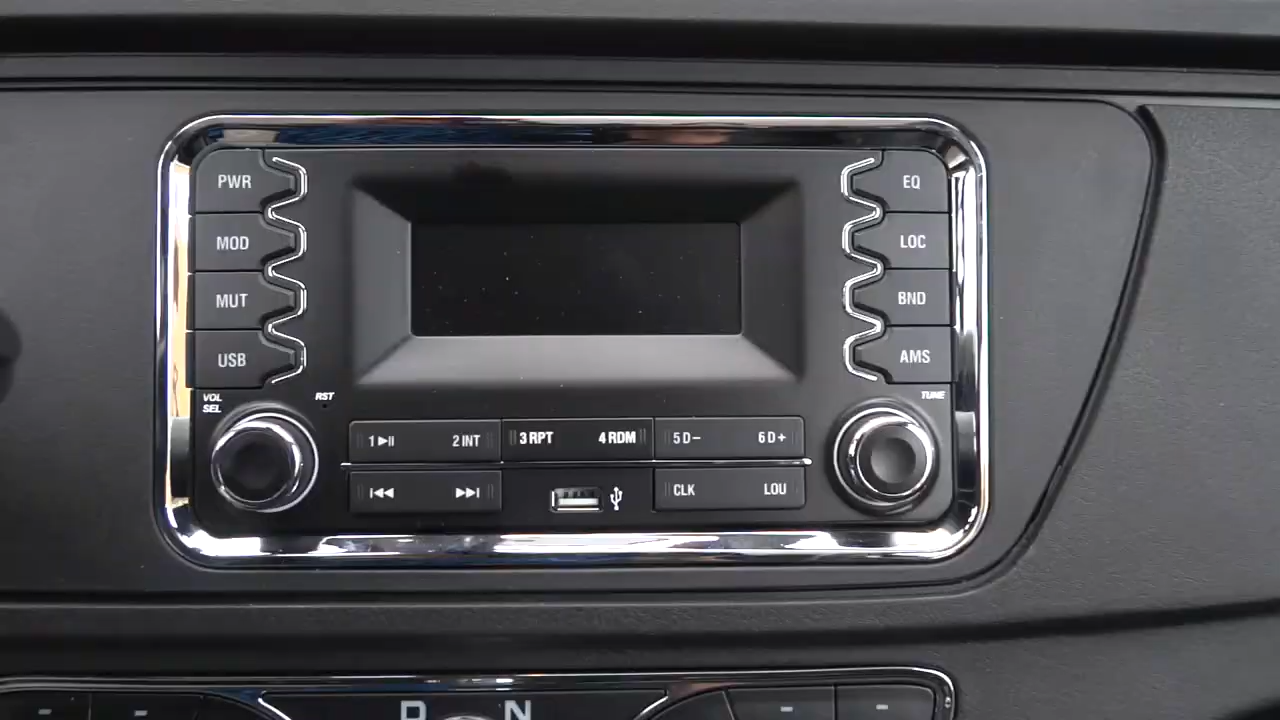 PWR
EQ
MOD
LOC
MUT
BND
USB
AMS
VOL
SEL
RST
TUNE
1 2 INT 3 RPT 4 RDM 5 D− 6 D+
CLK LOU
D N